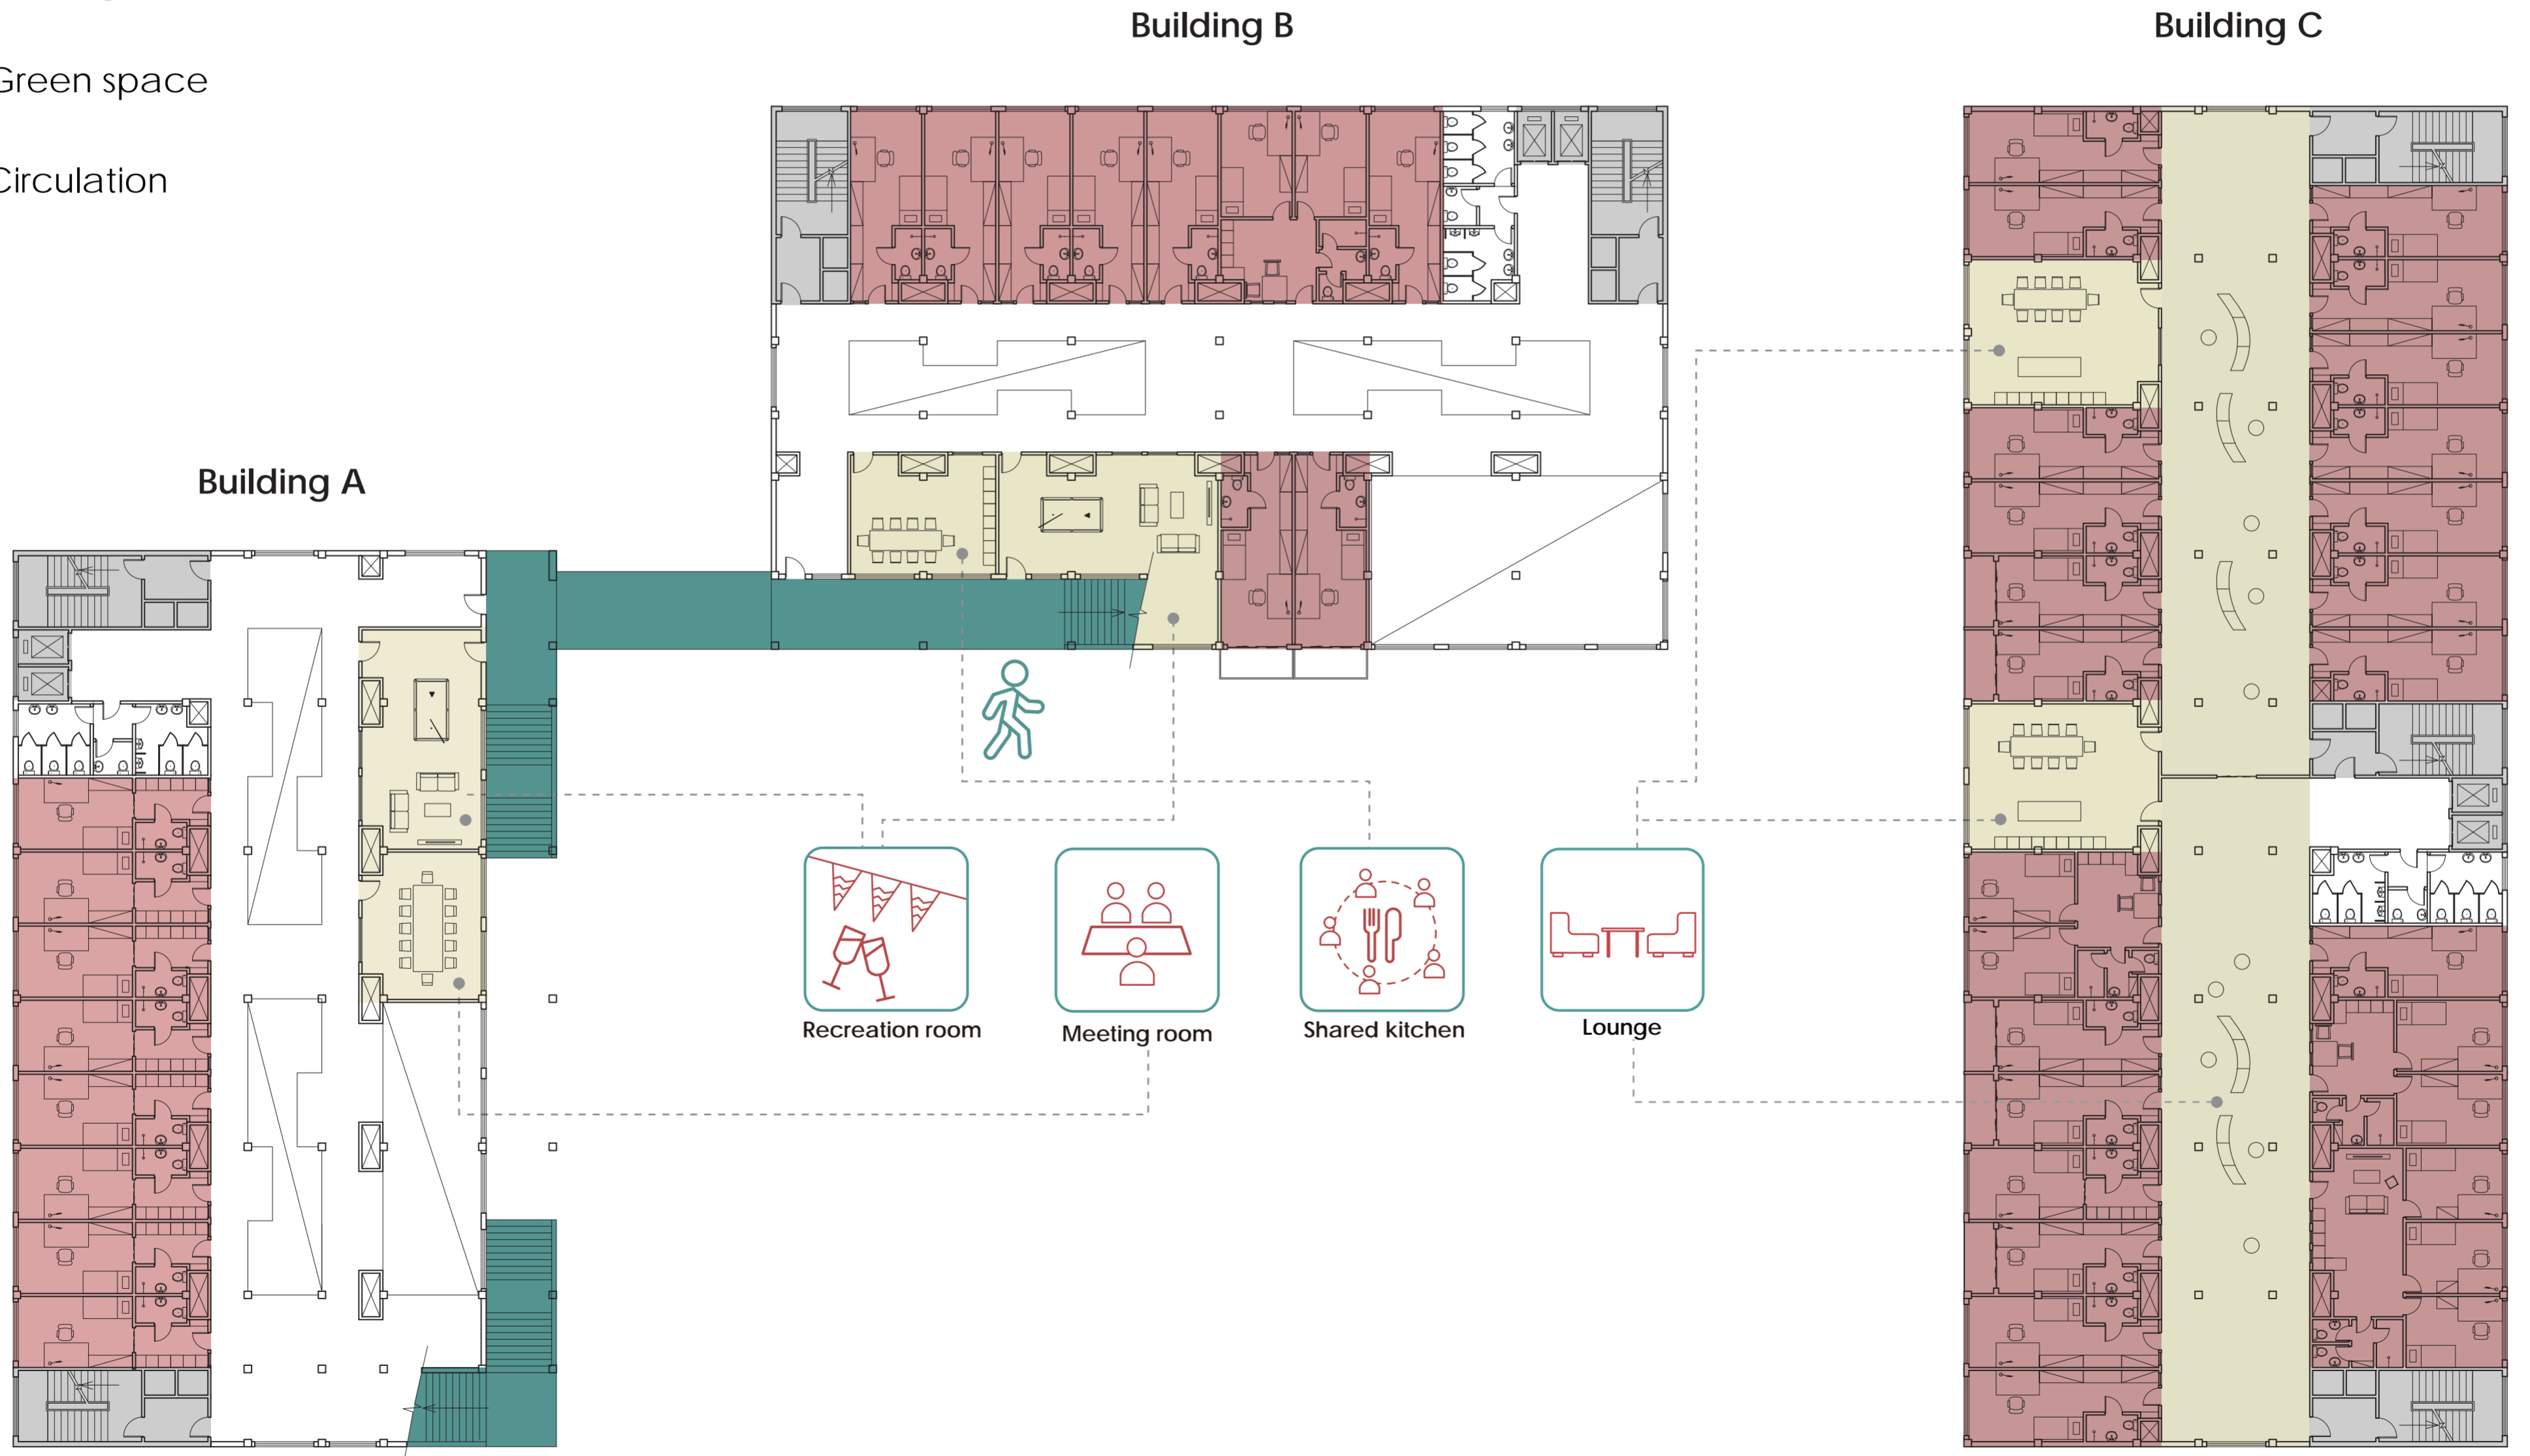 Building B
Building C
Green space
Circulation
Building A
Recreation room
Meeting room
Shared kitchen
Lounge